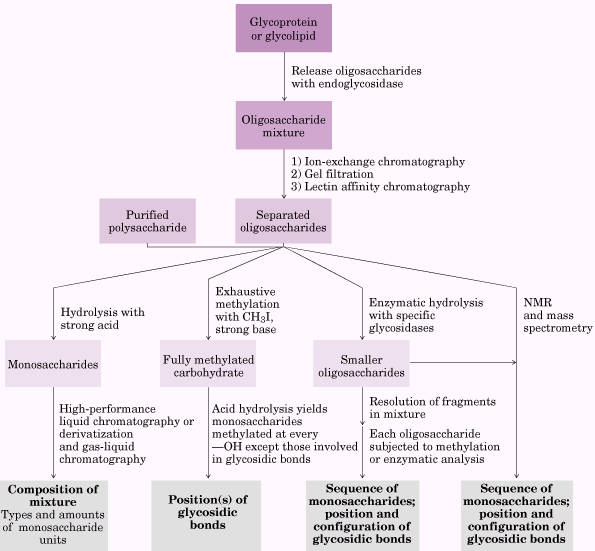 Glycoprotein
or glycolipid
Release oligosaccharides
with endoglycosidase
Oligosaccharide
mixture
1) Ion-exchange chromatography
2) Gel filtration
3) Lectin affinity chromatography
Purified
polysaccharide
Separated
oligosaccharides
Hydrolysis with
strong acid
Exhaustive
methylation
with CH3I,
strong base
Enzymatic hydrolysis
with specific
glycosidases
NMR
and mass
spectrometry
Monosaccharides
Fully methylated
carbohydrate
Smaller
oligosaccharides
High-performance
liquid chromatography or
derivatization
and gas-liquid
chromatography
Acid hydrolysis yields
monosaccharides
methylated at every
—OH except those involved
in glycosidic bonds
Resolution of fragments
in mixture
Each oligosaccharide
subjected to methylation
or enzymatic analysis
Composition of
mixture
Types and amounts
of monosaccharide
units
Position(s) of
glycosidic
bonds
Sequence of
monosaccharides;
position and
configuration of
glycosidic bonds
Sequence of
monosaccharides;
position and
configuration of
glycosidic bonds